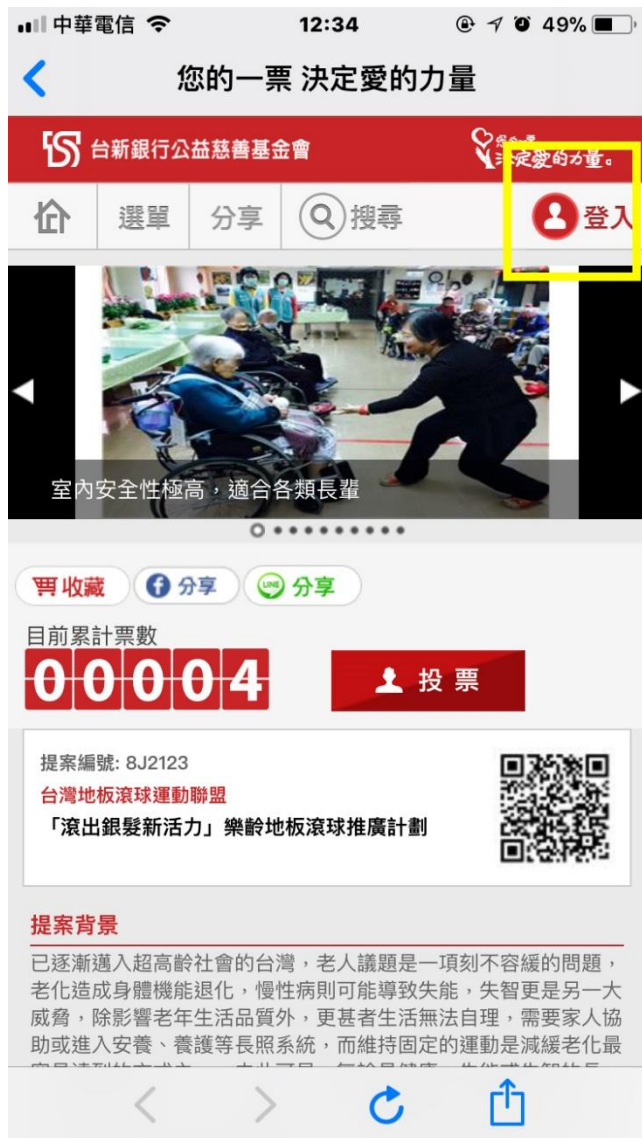 中華電信 12:34 49%
您的一票 決定愛的力量
台新銀行公益慈善基金會 您的一票
決定愛的力量。
選單 分享 搜尋 登入
室內安全性極高，適合各類長輩
收藏 分享 LINE 分享
目前累計票數
00004 投票
提案編號: 8J2123
台灣地板滾球運動聯盟
「滾出銀髮新活力」樂齡地板滾球推廣計劃
提案背景
已逐漸邁入超高齡社會的台灣，老人議題是一項刻不容緩的問題，
老化造成身體機能退化，慢性病則可能導致失能，失智更是另一大
威脅，除影響老年生活品質外，更甚者生活無法自理，需要家人協
助或進入安養、養護等長照系統，而維持固定的運動是減緩老化最